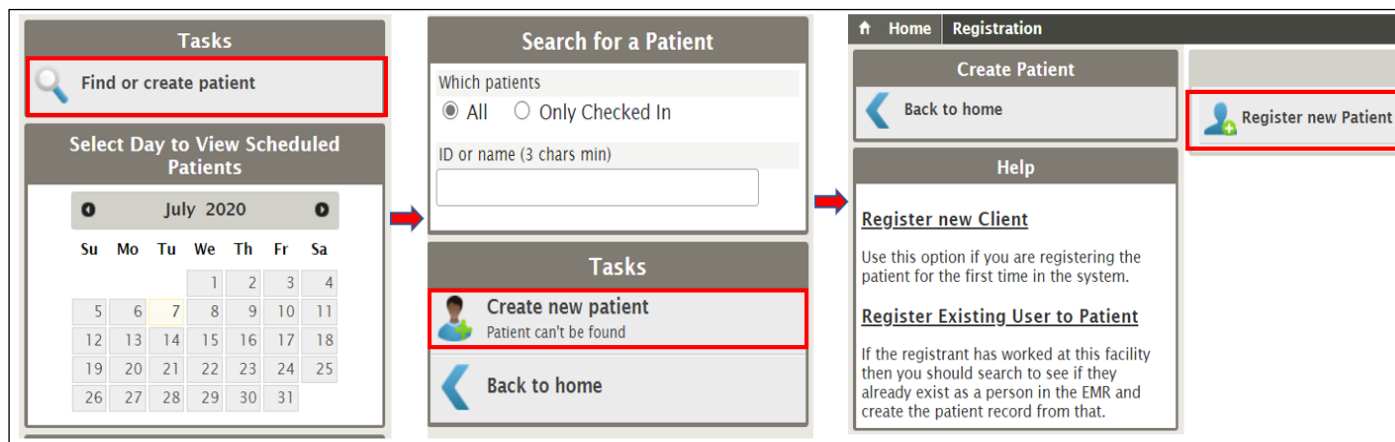 Tasks
Find or create patient
Select Day to View Scheduled
Patients
July 2020
Su Mo Tu We Th Fr Sa
1 2 3 4
5 6 7 8 9 10 11
12 13 14 15 16 17 18
19 20 21 22 23 24 25
26 27 28 29 30 31
Search for a Patient
Which patients
All Only Checked In
ID or name (3 chars min)
Tasks
Create new patient
Patient can't be found
Back to home
Home Registration
Create Patient
Back to home
Help
Register new Client
Use this option if you are registering the
patient for the first time in the system.
Register Existing User to Patient
If the registrant has worked at this facility
then you should search to see if they
already exist as a person in the EMR and
create the patient record from that.
Register new Patient